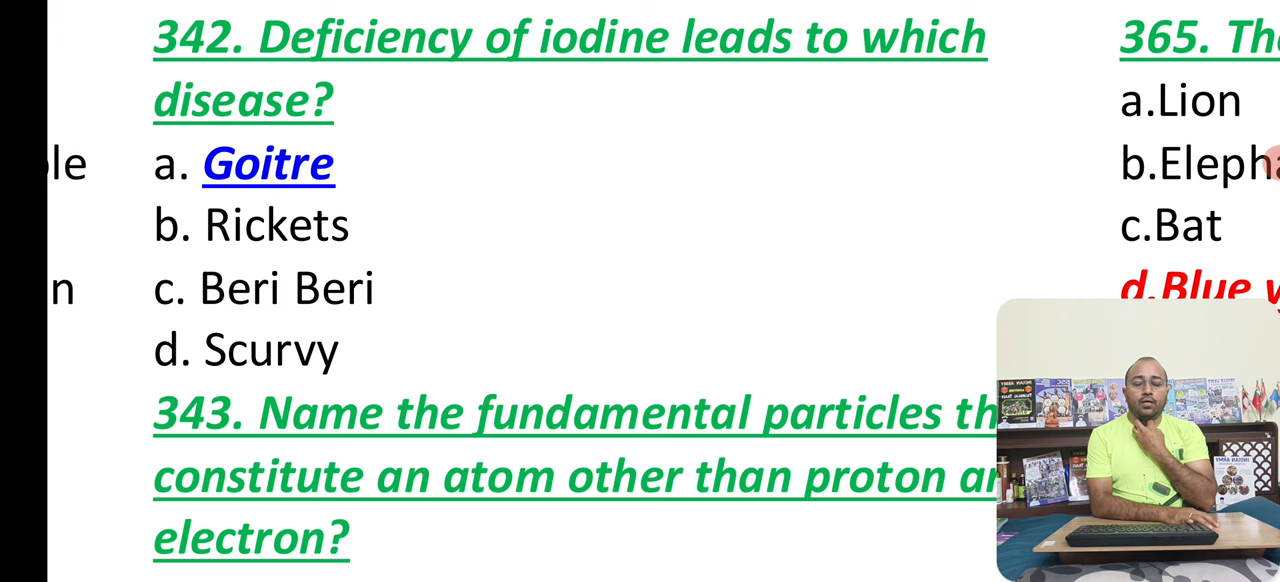 342. Deficiency of iodine leads to which
disease?
a. Goitre
b. Rickets
c. Beri Beri
d. Scurvy
343. Name the fundamental particles th
constitute an atom other than proton ar
electron?
le
n
365. Th
a.Lion
b.Eleph
c.Bat
d.Blue